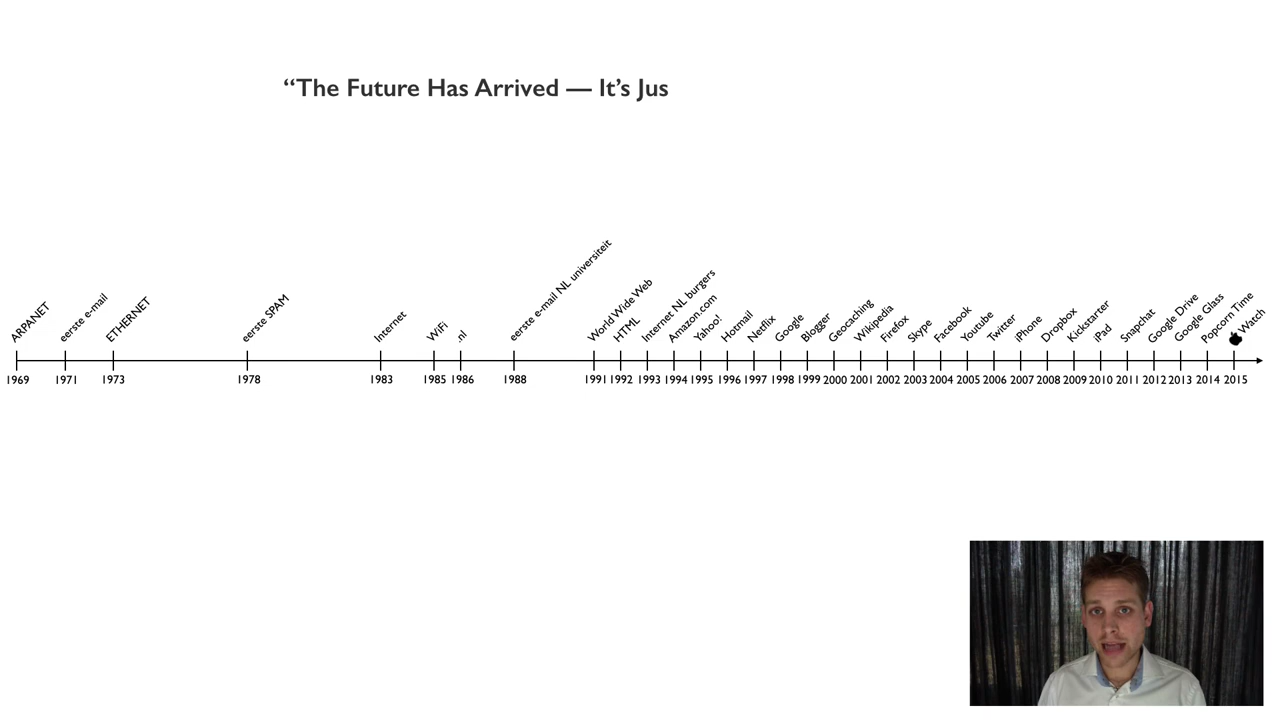 “The Future Has Arrived — It’s Jus
ARPANET
eerste e-mail
ETHERNET
eerste SPAM
Internet
WiFi
.nl
eerste e-mail NL universiteit
World Wide Web
HTML
Internet NL burgers
Amazon.com
Yahoo!
Hotmail
Netflix
Google
Blogger
Geocaching
Wikipedia
Firefox
Skype
Facebook
Youtube
Twitter
iPhone
Dropbox
Kickstarter
iPad
Snapchat
Google Drive
Google Glass
Popcorn Time
Watch
1969 1971 1973 1978 1983 1985 1986 1988 1991 1992 1993 1994 1995 1996 1997 1998 1999 2000 2001 2002 2003 2004 2005 2006 2007 2008 2009 2010 2011 2012 2013 2014 2015